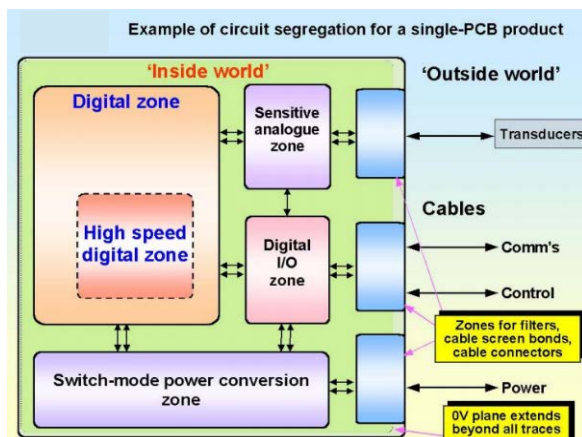 Example of circuit segregation for a single-PCB product
'Inside world'
'Outside world'
Digital zone
Sensitive
analogue
zone
Transducers
High speed
digital zone
Digital
I/O
zone
Cables
Comm's
Control
Zones for filters,
cable screen bonds,
cable connectors
Switch-mode power conversion
zone
Power
0V plane extends
beyond all traces